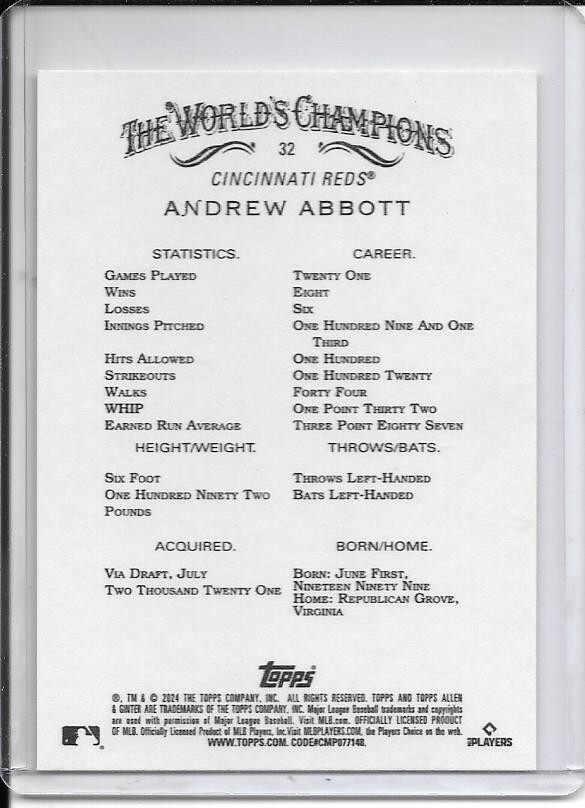 THE WORLD'S CHAMPIONS
32
CINCINNATI REDS®
ANDREW ABBOTT
STATISTICS. CAREER.
GAMES PLAYED TWENTY ONE
WINS EIGHT
LOSSES SIX
INNINGS PITCHED ONE HUNDRED NINE AND ONE
THIRD
HITS ALLOWED ONE HUNDRED
STRIKEOUTS ONE HUNDRED TWENTY
WALKS FORTY FOUR
WHIP ONE POINT THIRTY TWO
EARNED RUN AVERAGE THREE POINT EIGHTY SEVEN
HEIGHT/WEIGHT. THROWS/BATS.
SIX FOOT THROWS LEFT-HANDED
ONE HUNDRED NINETY TWO BATS LEFT-HANDED
POUNDS
ACQUIRED. BORN/HOME.
VIA DRAFT, JULY BORN: JUNE FIRST,
TWO THOUSAND TWENTY ONE NINETEEN NINETY NINE
HOME: REPUBLICAN GROVE,
VIRGINIA
topps
®, TM & © 2024 THE TOPPS COMPANY, INC. ALL RIGHTS RESERVED. TOPPS AND TOPPS ALLEN
& GINTER ARE TRADEMARKS OF THE TOPPS COMPANY, INC. Major League Baseball trademarks and copyrights
are used with permission of Major League Baseball. Visit MLB.com. OFFICIALLY LICENSED PRODUCT
OF MLB. Officially Licensed Product of MLB Players, Inc. Visit MLBPLAYERS.COM, the Players Choice on the web.
WWW.TOPPS.COM. CODE#CMP077148.
MLB PLAYERS